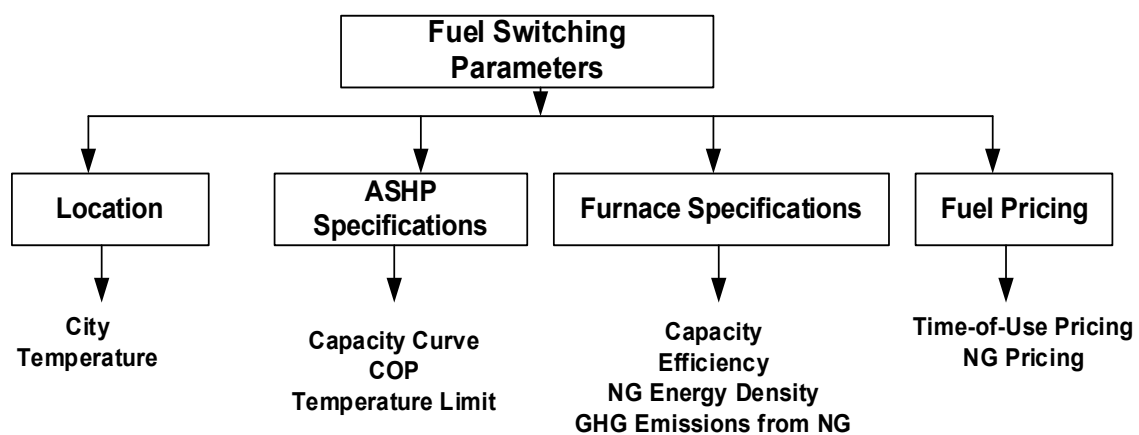 Fuel Switching
Parameters
Location
ASHP
Specifications
Furnace Specifications
Fuel Pricing
City
Temperature
Capacity Curve
COP
Temperature Limit
Capacity
Efficiency
NG Energy Density
GHG Emissions from NG
Time-of-Use Pricing
NG Pricing